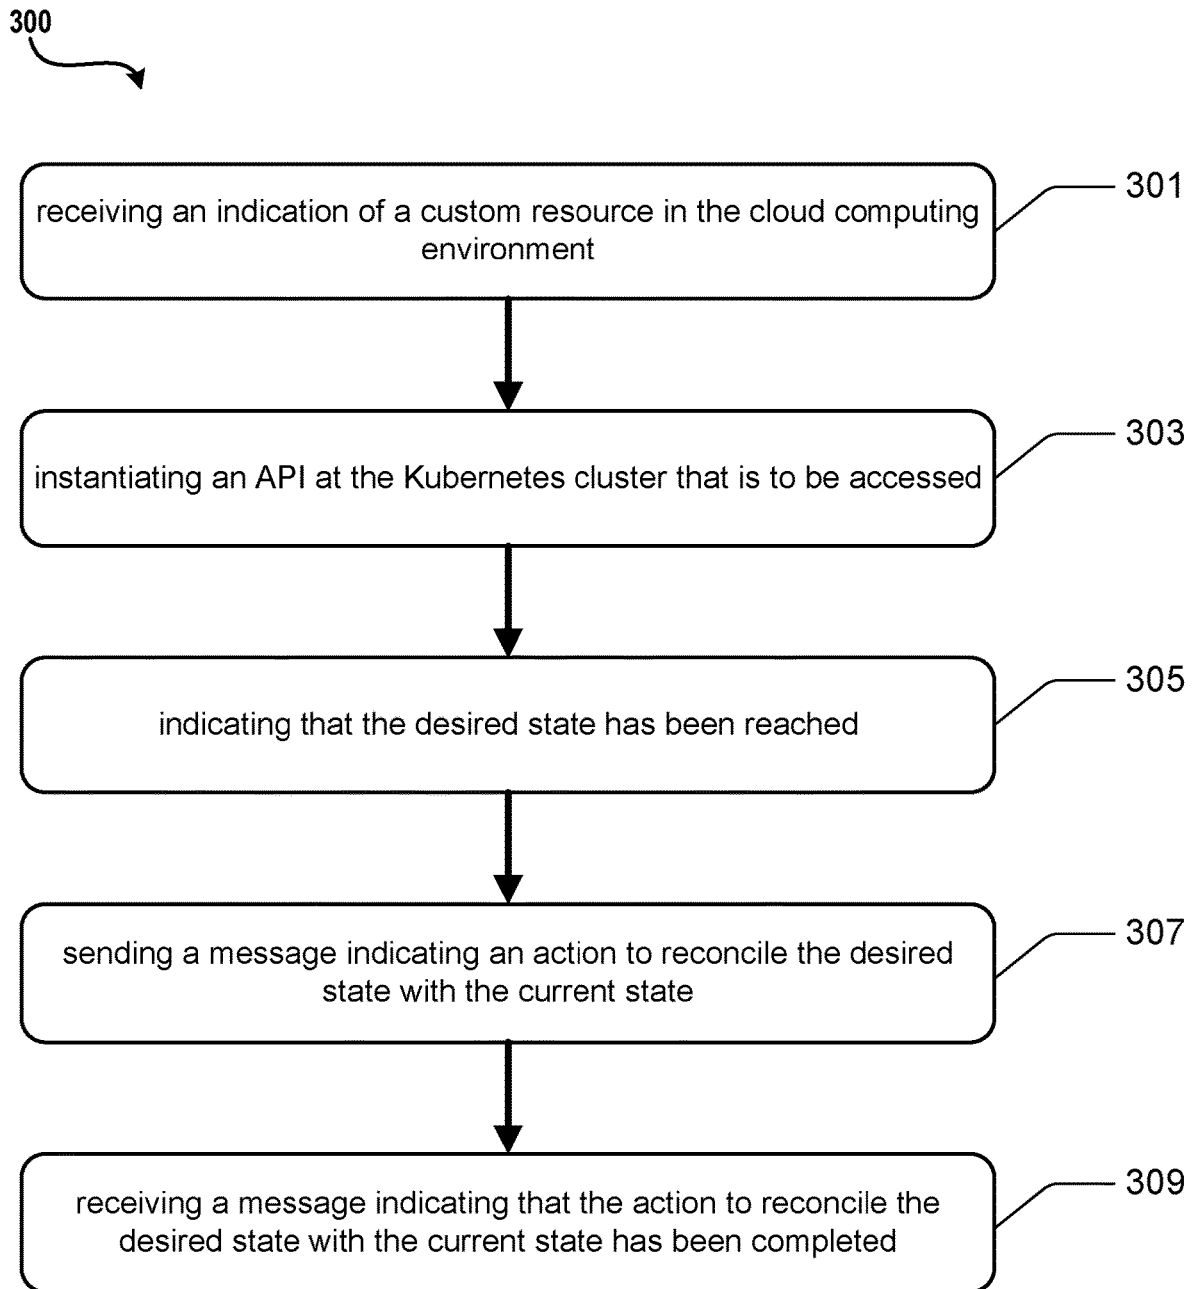 300
receiving an indication of a custom resource in the cloud computing
environment
301
instantiating an API at the Kubernetes cluster that is to be accessed
303
indicating that the desired state has been reached
305
sending a message indicating an action to reconcile the desired
state with the current state
307
receiving a message indicating that the action to reconcile the
desired state with the current state has been completed
309